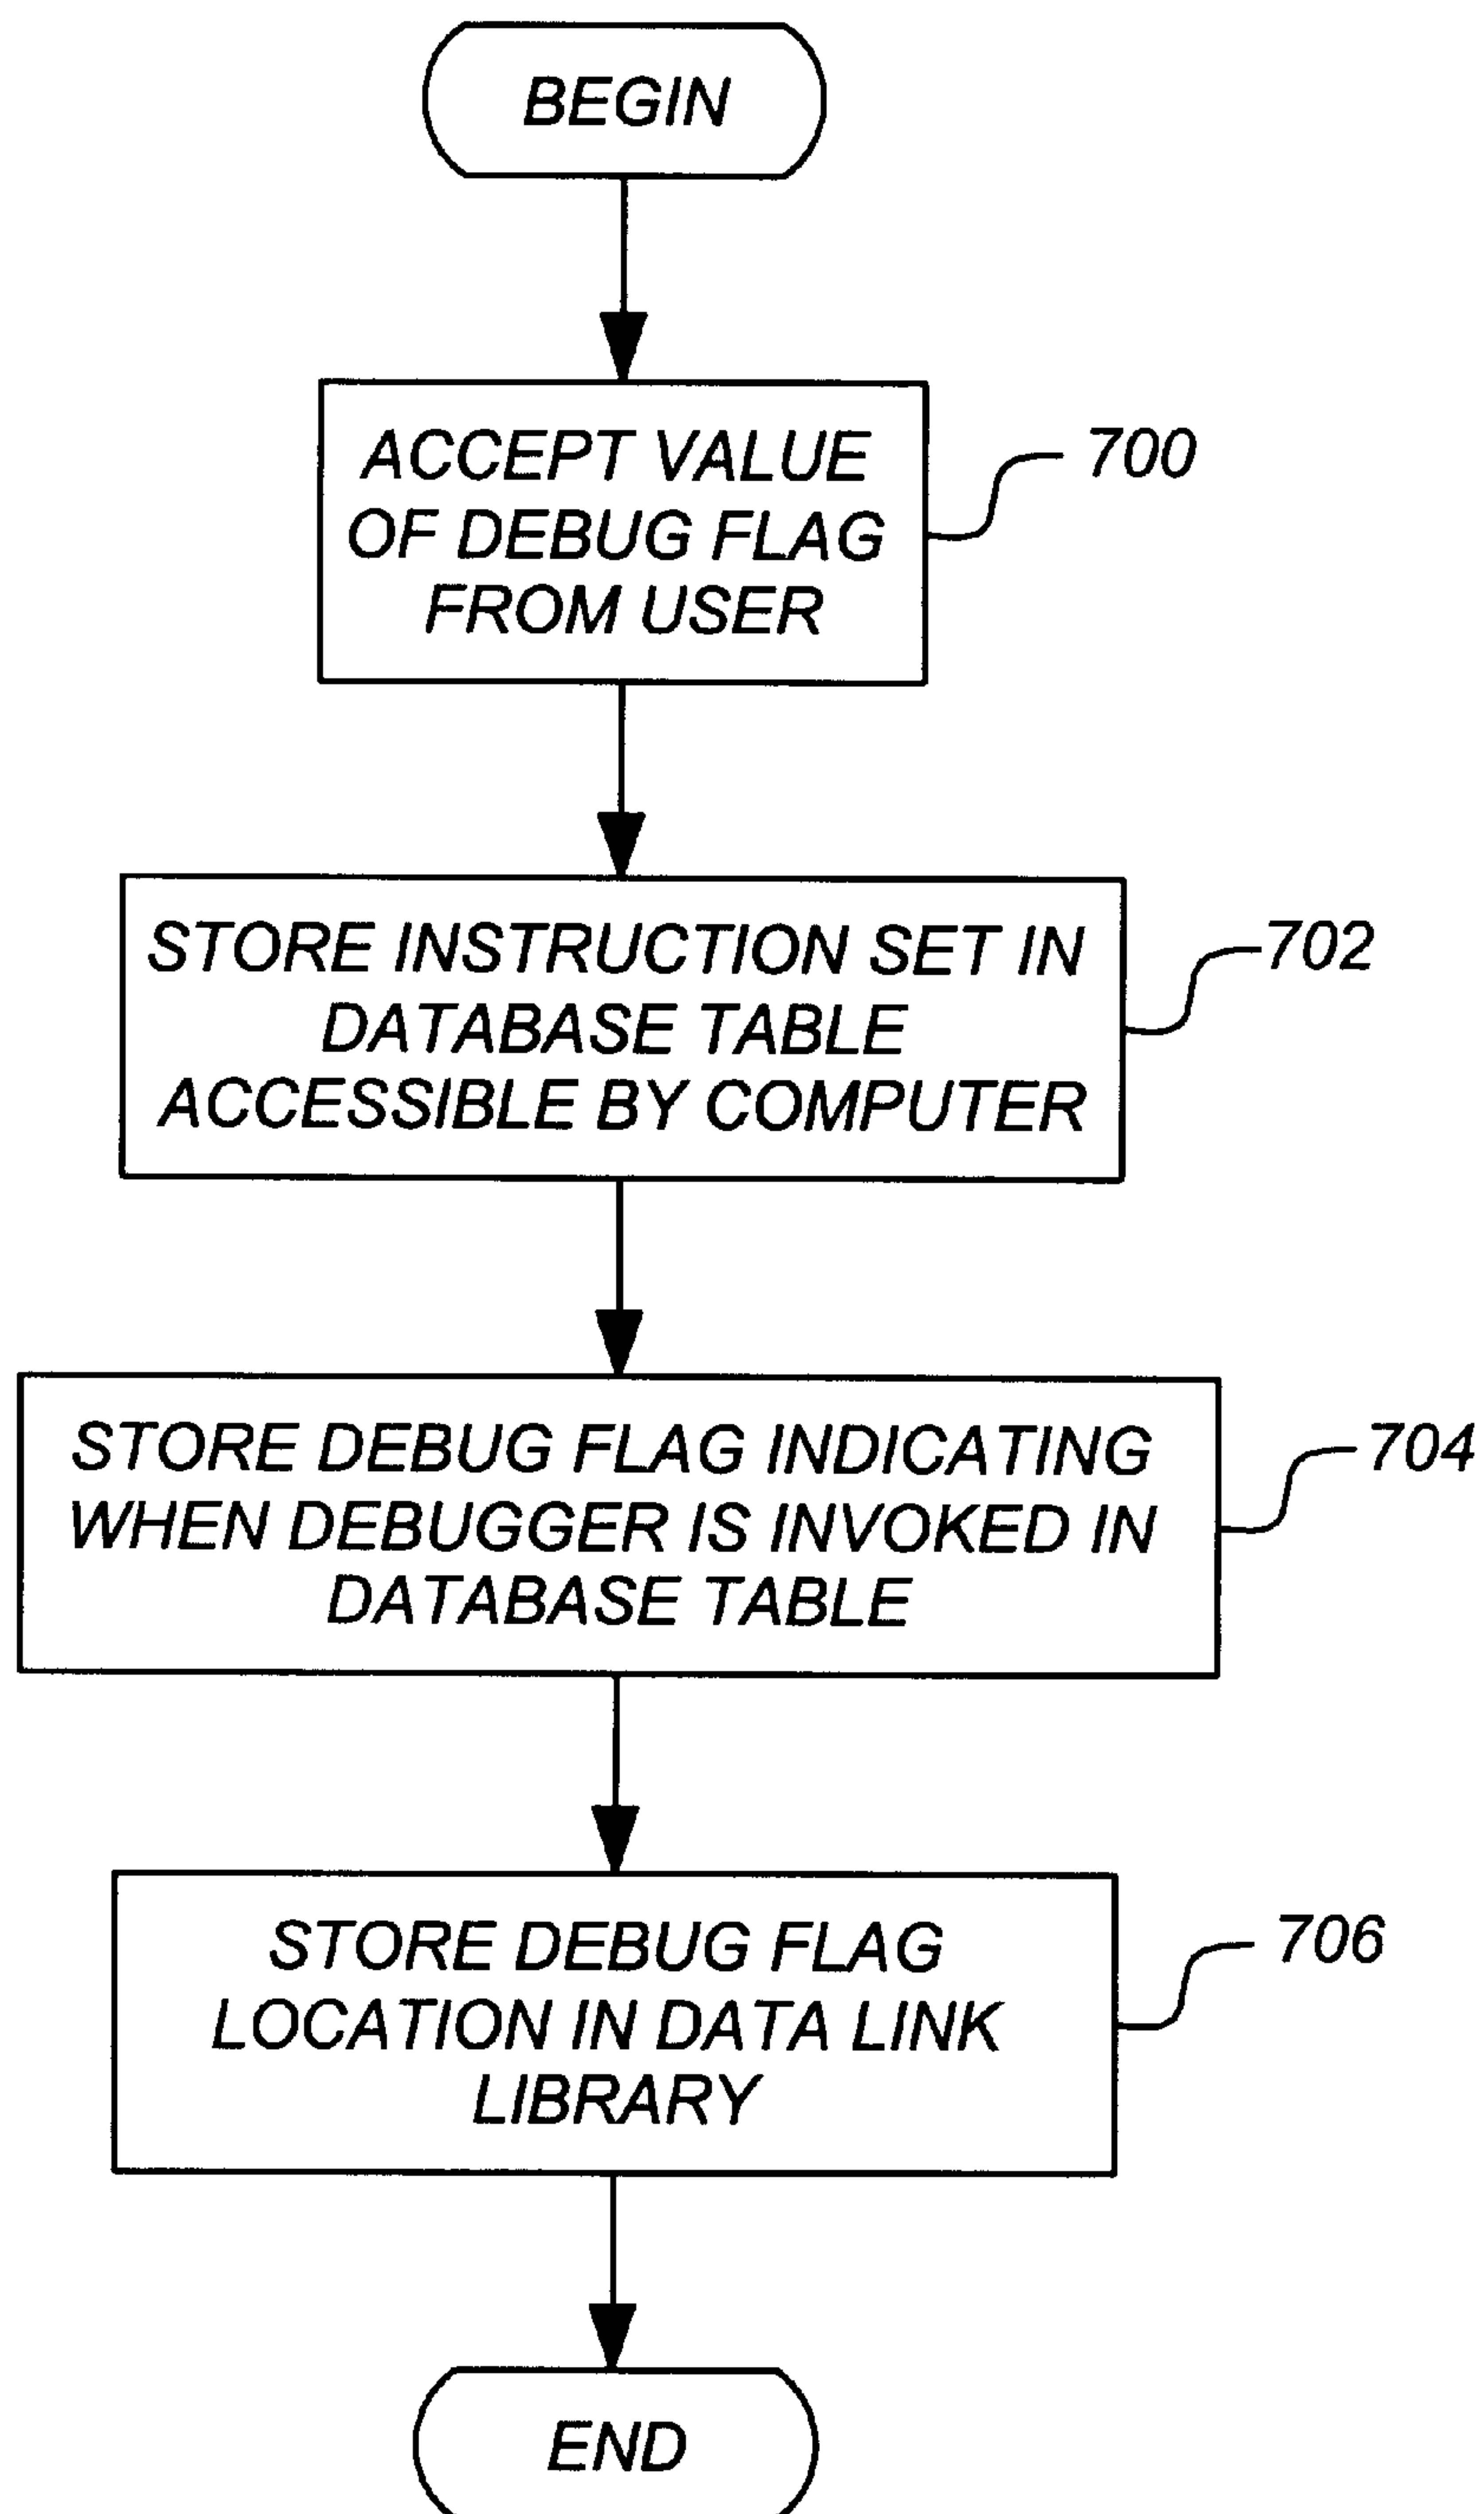 BEGIN
ACCEPT VALUE
OF DEBUG FLAG
FROM USER
700
STORE INSTRUCTION SET IN
DATABASE TABLE
ACCESSIBLE BY COMPUTER
702
STORE DEBUG FLAG INDICATING
WHEN DEBUGGER IS INVOKED IN
DATABASE TABLE
704
STORE DEBUG FLAG
LOCATION IN DATA LINK
LIBRARY
706
END